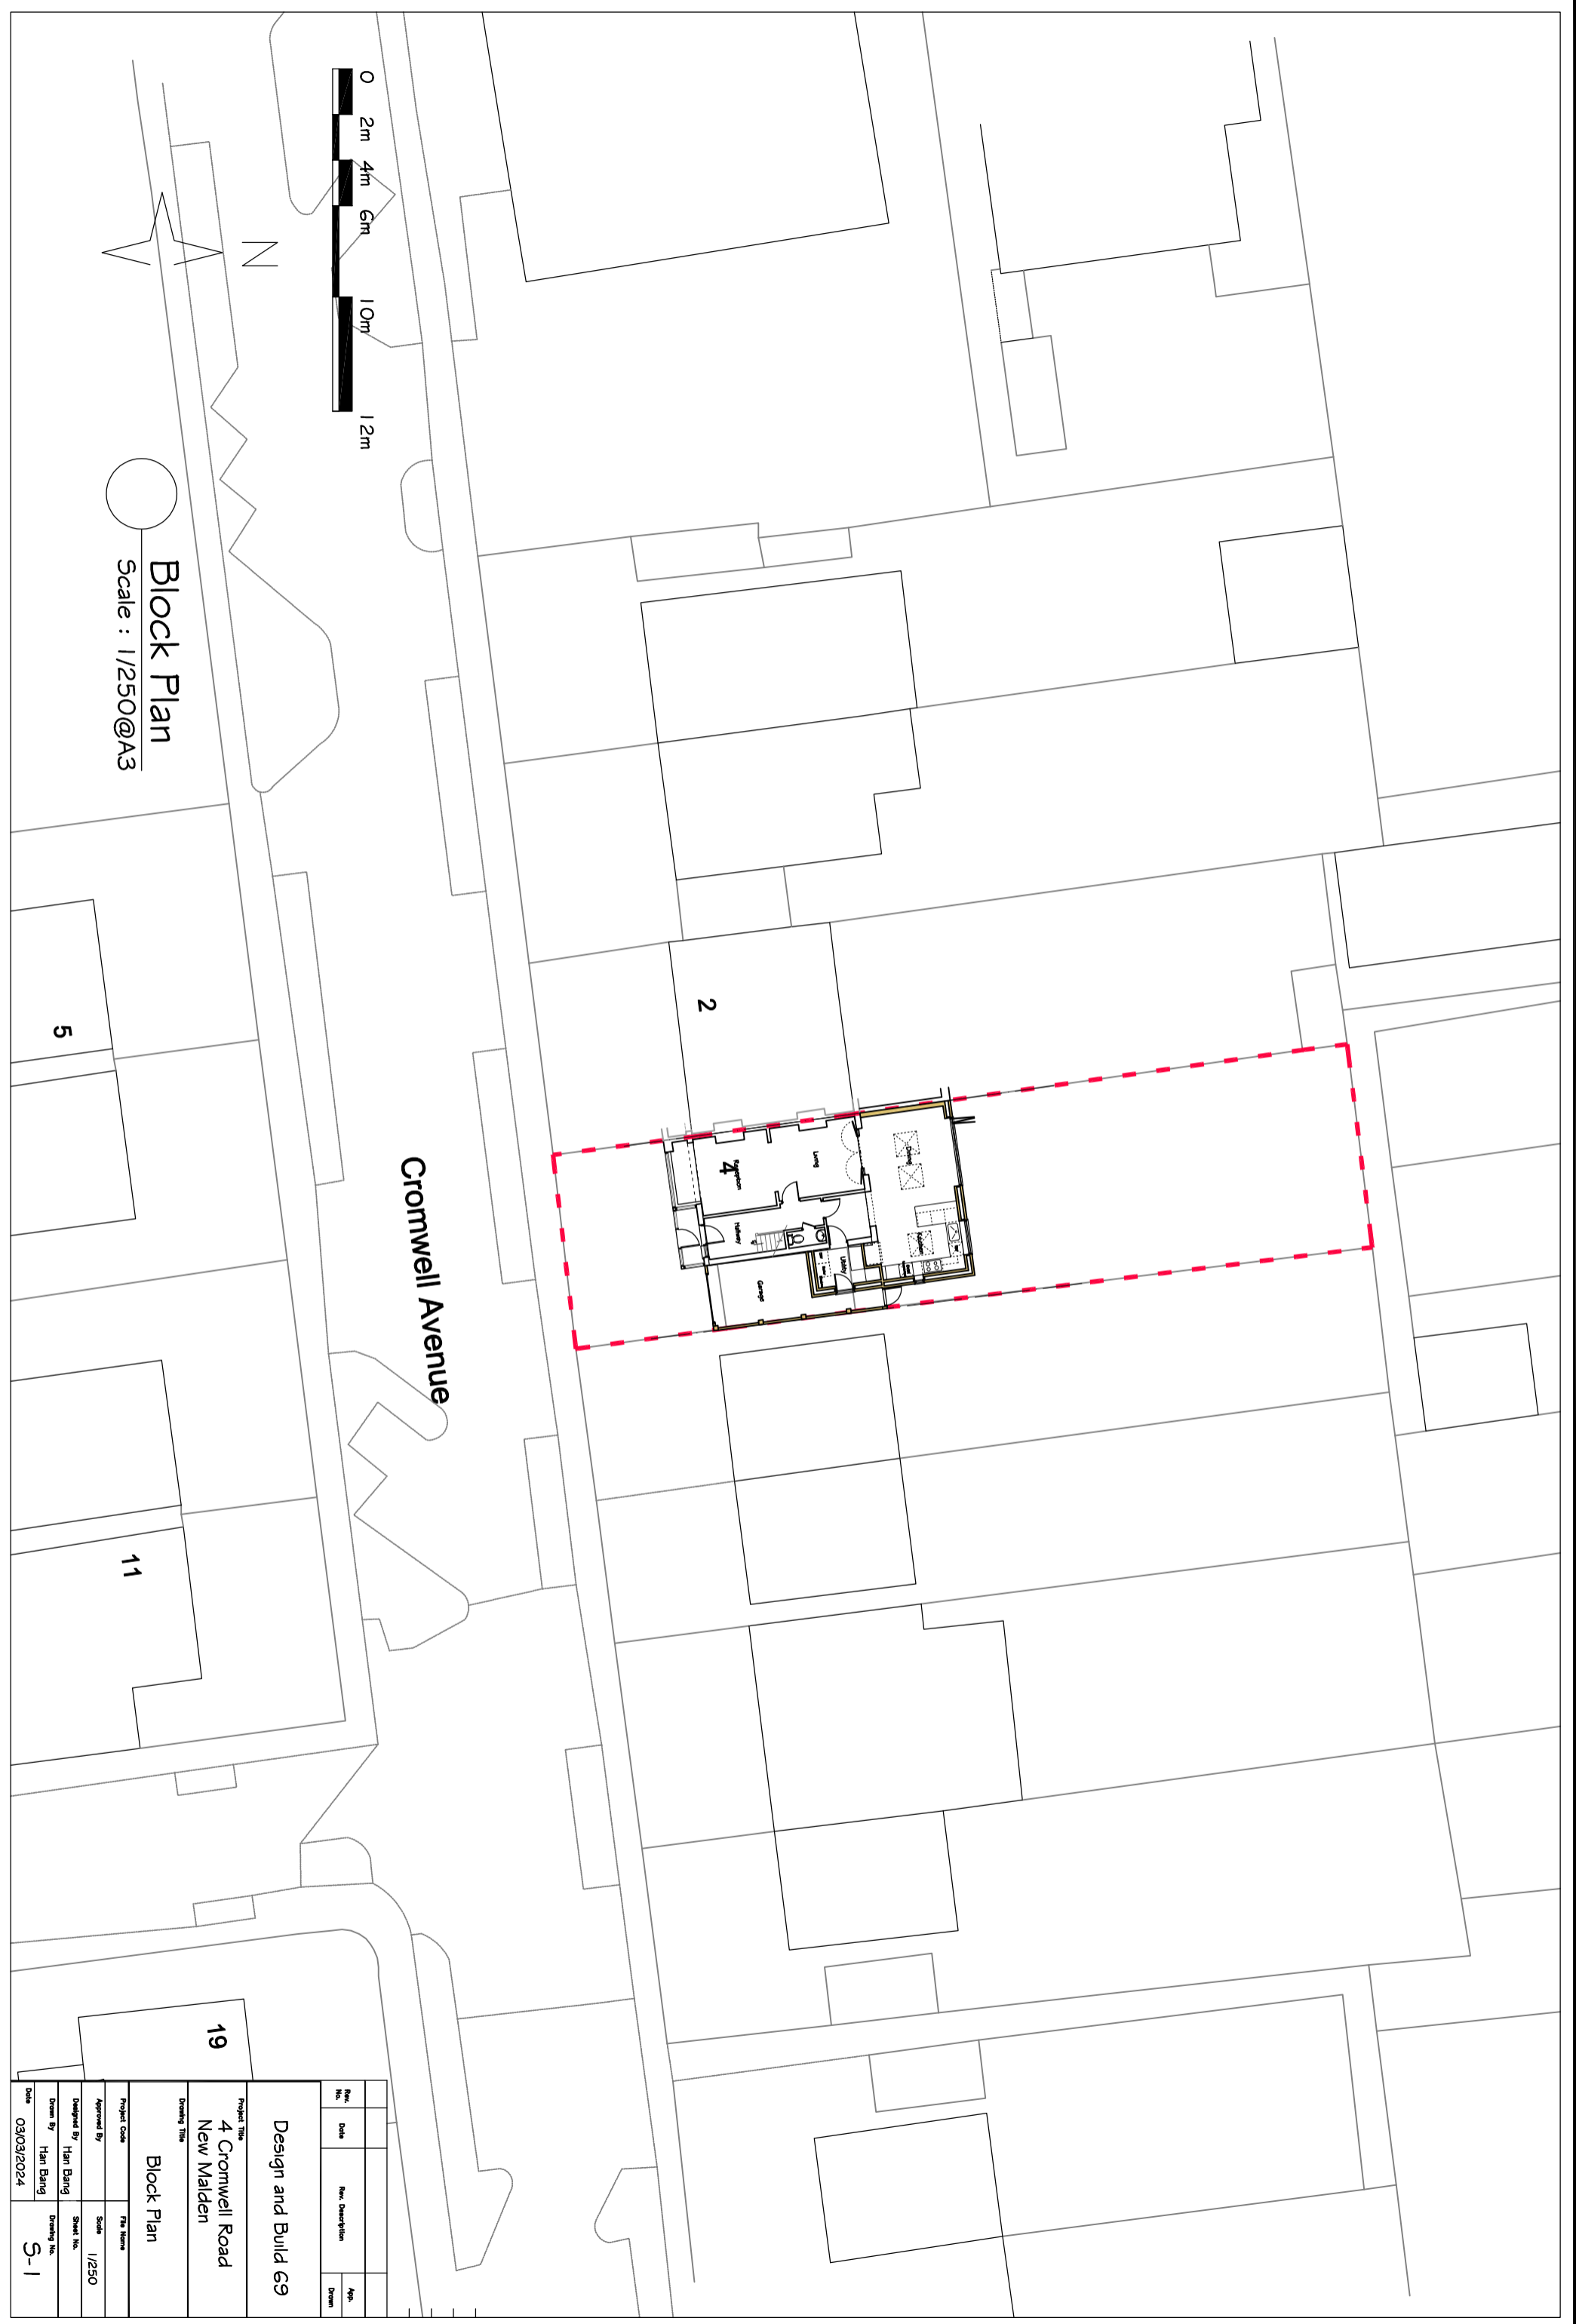 0 2m 4m 6m 10m 12m
N
Block Plan
Scale : 1/250@A3
Cromwell Avenue
2
4
Reception
Living
Dining
Hallway
Kitchen
Utility
Garage
5
11
19
Rev. No.
Date
Rev. Description
App.
Drawn
Design and Build 69
Project Title
4 Cromwell Road
New Malden
Drawing Title
Block Plan
Project Code
File Name
Approved By
Scale
1/250
Designed By
Han Bang
Sheet No.
Drawn By
Han Bang
Drawing No.
S-1
Date
03/03/2024